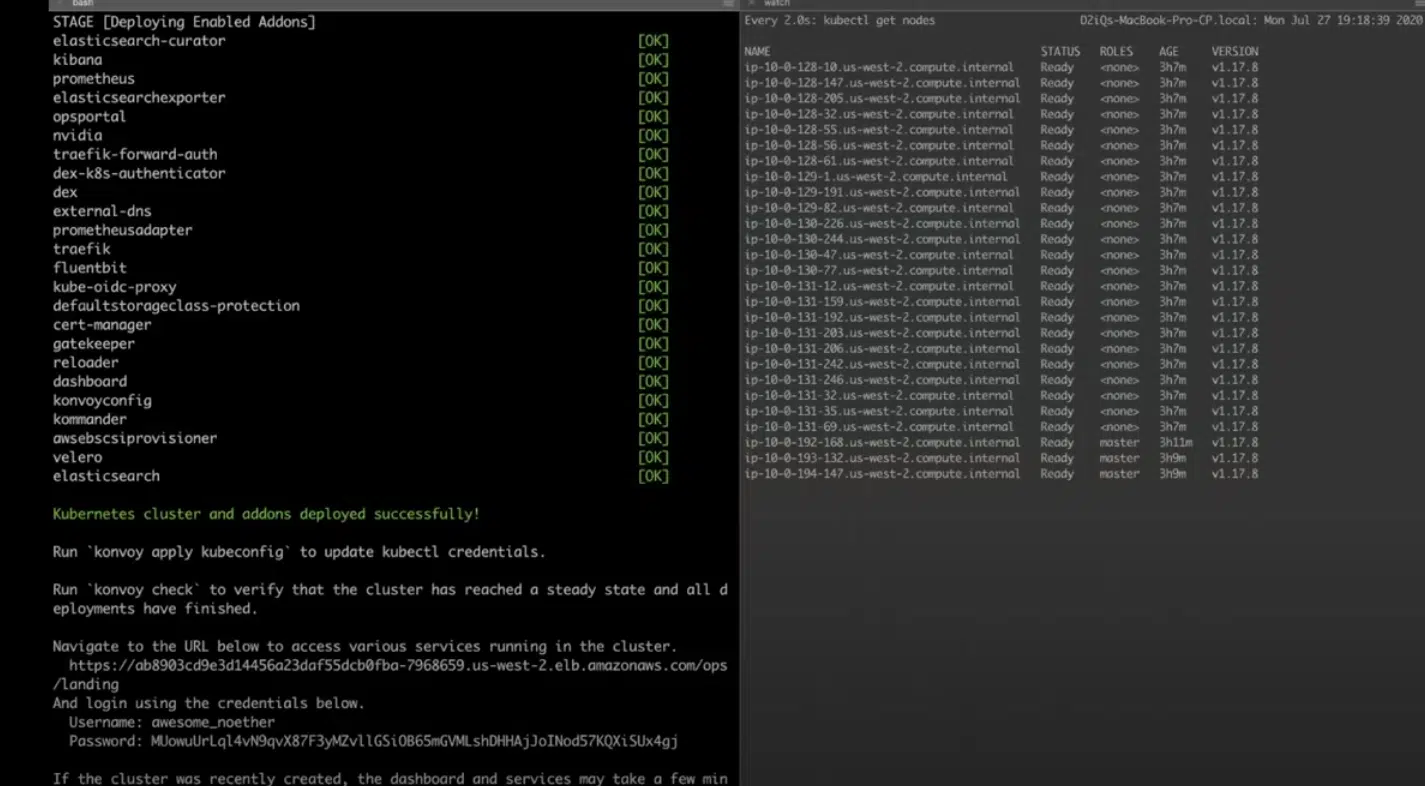 bash
STAGE [Deploying Enabled Addons]
elasticsearch-curator [OK]
kibana [OK]
prometheus [OK]
elasticsearchexporter [OK]
opsportal [OK]
nvidia [OK]
traefik-forward-auth [OK]
dex-k8s-authenticator [OK]
dex [OK]
external-dns [OK]
prometheusadapter [OK]
traefik [OK]
fluentbit [OK]
kube-oidc-proxy [OK]
defaultstorageclass-protection [OK]
cert-manager [OK]
gatekeeper [OK]
reloader [OK]
dashboard [OK]
konvoyconfig [OK]
kommander [OK]
awsebscsiprovisioner [OK]
velero [OK]
elasticsearch [OK]
Kubernetes cluster and addons deployed successfully!
Run `konvoy apply kubeconfig` to update kubectl credentials.
Run `konvoy check` to verify that the cluster has reached a steady state and all d
eployments have finished.
Navigate to the URL below to access various services running in the cluster.
https://ab8903cd9e3d14456a23daf55dcb0fba-7968659.us-west-2.elb.amazonaws.com/ops
/landing
And login using the credentials below.
Username: awesome_noether
Password: MUowuUrLql4vN9qvX87F3yMZvllGSiOB65mGVMLshDHHAjJoINod57KQXiSUx4gj
If the cluster was recently created, the dashboard and services may take a few min
watch
Every 2.0s: kubectl get nodes D2iQs-MacBook-Pro-CP.local: Mon Jul 27 19:18:39 2020
NAME STATUS ROLES AGE VERSION
ip-10-0-128-10.us-west-2.compute.internal Ready <none> 3h7m v1.17.8
ip-10-0-128-147.us-west-2.compute.internal Ready <none> 3h7m v1.17.8
ip-10-0-128-205.us-west-2.compute.internal Ready <none> 3h7m v1.17.8
ip-10-0-128-32.us-west-2.compute.internal Ready <none> 3h7m v1.17.8
ip-10-0-128-55.us-west-2.compute.internal Ready <none> 3h7m v1.17.8
ip-10-0-128-56.us-west-2.compute.internal Ready <none> 3h7m v1.17.8
ip-10-0-128-61.us-west-2.compute.internal Ready <none> 3h7m v1.17.8
ip-10-0-129-1.us-west-2.compute.internal Ready <none> 3h7m v1.17.8
ip-10-0-129-191.us-west-2.compute.internal Ready <none> 3h7m v1.17.8
ip-10-0-129-82.us-west-2.compute.internal Ready <none> 3h7m v1.17.8
ip-10-0-130-226.us-west-2.compute.internal Ready <none> 3h7m v1.17.8
ip-10-0-130-244.us-west-2.compute.internal Ready <none> 3h7m v1.17.8
ip-10-0-130-47.us-west-2.compute.internal Ready <none> 3h7m v1.17.8
ip-10-0-130-77.us-west-2.compute.internal Ready <none> 3h7m v1.17.8
ip-10-0-131-12.us-west-2.compute.internal Ready <none> 3h7m v1.17.8
ip-10-0-131-159.us-west-2.compute.internal Ready <none> 3h7m v1.17.8
ip-10-0-131-192.us-west-2.compute.internal Ready <none> 3h7m v1.17.8
ip-10-0-131-203.us-west-2.compute.internal Ready <none> 3h7m v1.17.8
ip-10-0-131-206.us-west-2.compute.internal Ready <none> 3h7m v1.17.8
ip-10-0-131-242.us-west-2.compute.internal Ready <none> 3h7m v1.17.8
ip-10-0-131-246.us-west-2.compute.internal Ready <none> 3h7m v1.17.8
ip-10-0-131-32.us-west-2.compute.internal Ready <none> 3h7m v1.17.8
ip-10-0-131-35.us-west-2.compute.internal Ready <none> 3h7m v1.17.8
ip-10-0-131-69.us-west-2.compute.internal Ready <none> 3h7m v1.17.8
ip-10-0-192-168.us-west-2.compute.internal Ready master 3h11m v1.17.8
ip-10-0-193-132.us-west-2.compute.internal Ready master 3h9m v1.17.8
ip-10-0-194-147.us-west-2.compute.internal Ready master 3h9m v1.17.8